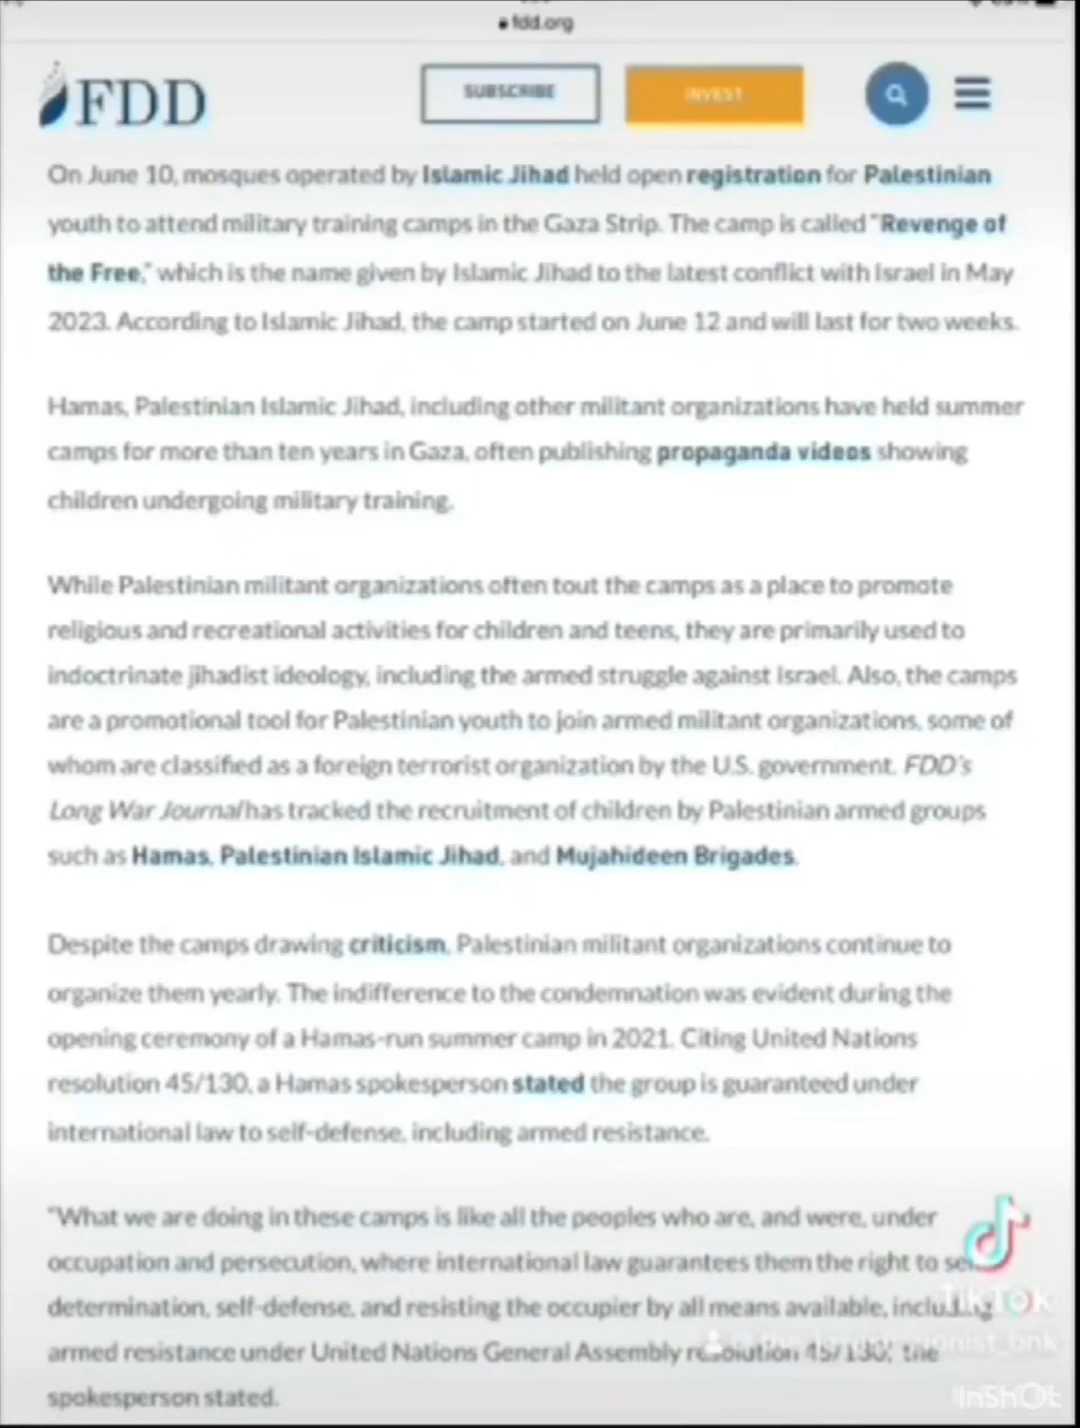 fdd.org
FDD
SUBSCRIBE
INVEST
On June 10, mosques operated by Islamic Jihad held open registration for Palestinian
youth to attend military training camps in the Gaza Strip. The camp is called "Revenge of
the Free," which is the name given by Islamic Jihad to the latest conflict with Israel in May
2023. According to Islamic Jihad, the camp started on June 12 and will last for two weeks.
Hamas, Palestinian Islamic Jihad, including other militant organizations have held summer
camps for more than ten years in Gaza, often publishing propaganda videos showing
children undergoing military training.
While Palestinian militant organizations often tout the camps as a place to promote
religious and recreational activities for children and teens, they are primarily used to
indoctrinate jihadist ideology, including the armed struggle against Israel. Also, the camps
are a promotional tool for Palestinian youth to join armed militant organizations, some of
whom are classified as a foreign terrorist organization by the U.S. government. FDD's
Long War Journal has tracked the recruitment of children by Palestinian armed groups
such as Hamas, Palestinian Islamic Jihad, and Mujahideen Brigades.
Despite the camps drawing criticism, Palestinian militant organizations continue to
organize them yearly. The indifference to the condemnation was evident during the
opening ceremony of a Hamas-run summer camp in 2021. Citing United Nations
resolution 45/130, a Hamas spokesperson stated the group is guaranteed under
international law to self-defense, including armed resistance.
"What we are doing in these camps is like all the peoples who are, and were, under
occupation and persecution, where international law guarantees them the right to self
determination, self-defense, and resisting the occupier by all means available, including
TikTok
armed resistance under United Nations General Assembly resolution 45/130," the
spokesperson stated.
InShOt